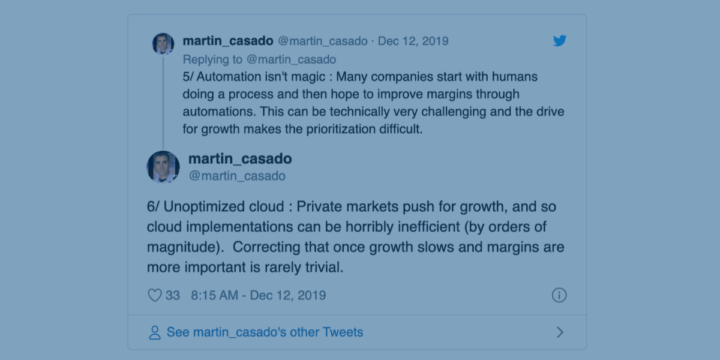 martin_casado @martin_casado · Dec 12, 2019
Replying to @martin_casado
5/ Automation isn't magic : Many companies start with humans
doing a process and then hope to improve margins through
automations. This can be technically very challenging and the drive
for growth makes the prioritization difficult.
martin_casado
@martin_casado
6/ Unoptimized cloud : Private markets push for growth, and so
cloud implementations can be horribly inefficient (by orders of
magnitude).  Correcting that once growth slows and margins are
more important is rarely trivial.
33 8:15 AM - Dec 12, 2019
See martin_casado's other Tweets